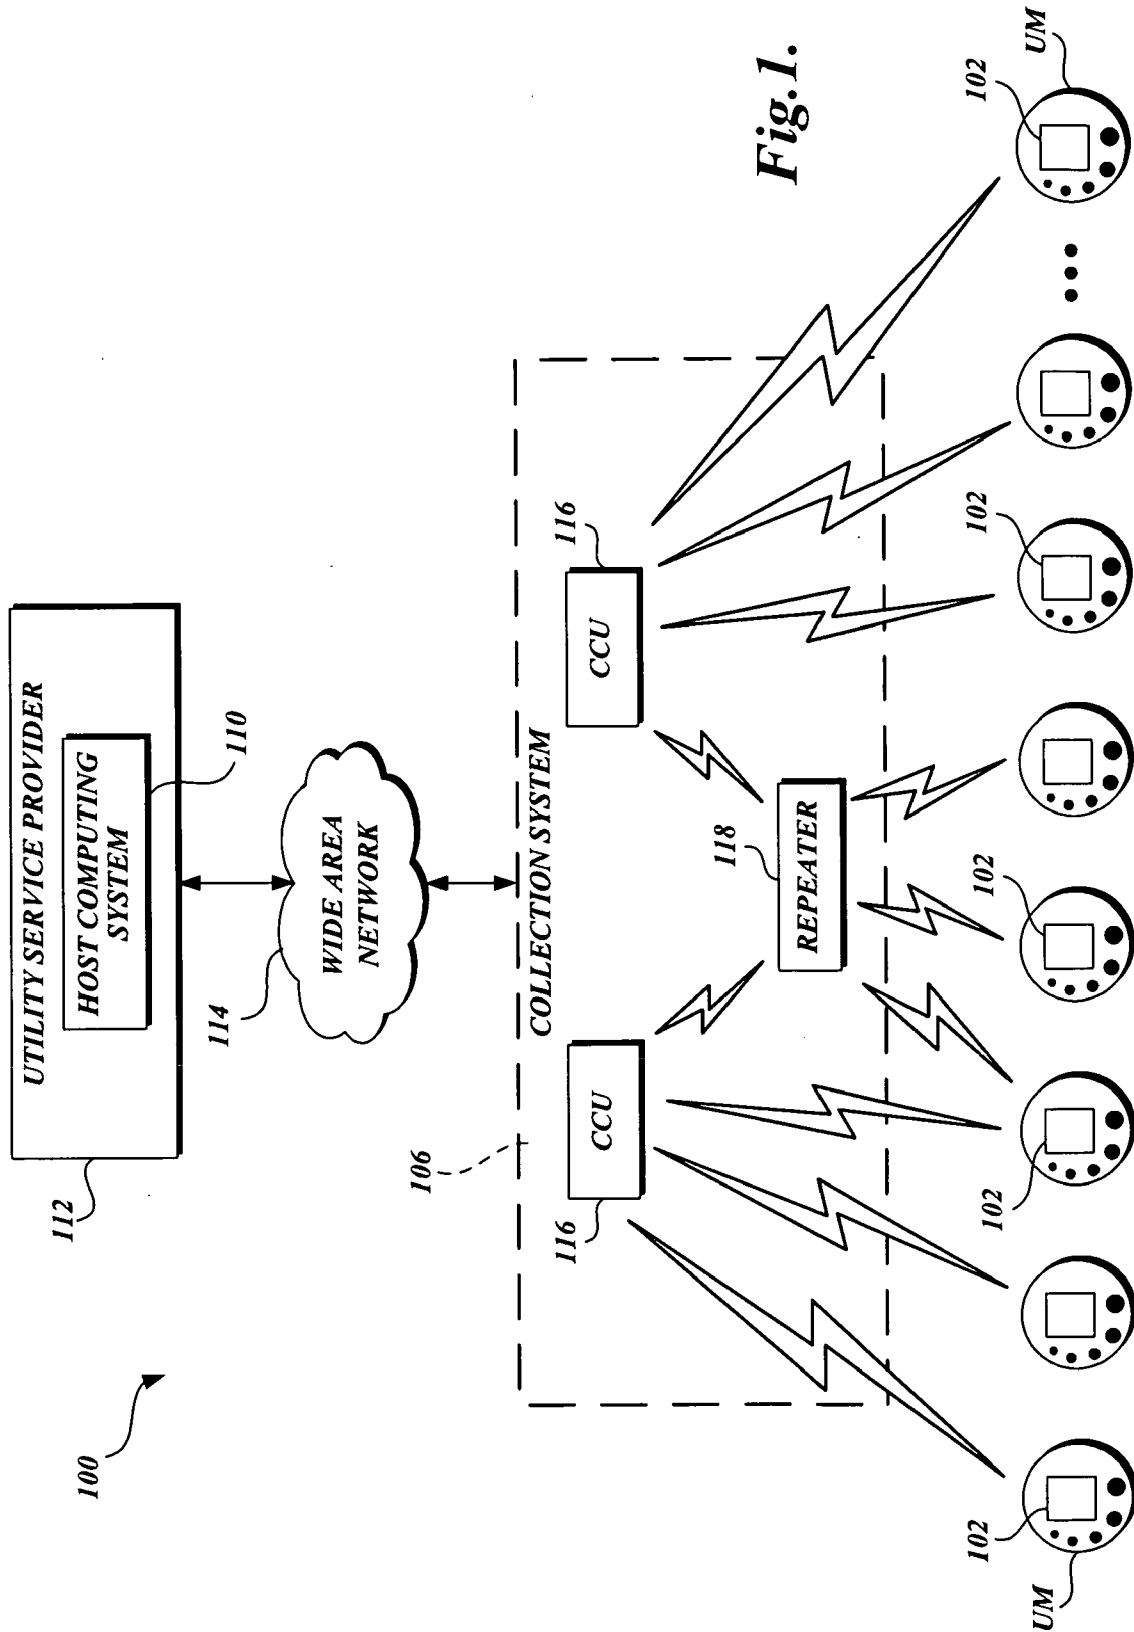 100
112
UTILITY SERVICE PROVIDER
HOST COMPUTING
SYSTEM
110
114
WIDE AREA
NETWORK
106
COLLECTION SYSTEM
116
CCU
116
CCU
118
REPEATER
Fig.1.
102
102
102
102
102
UM
UM